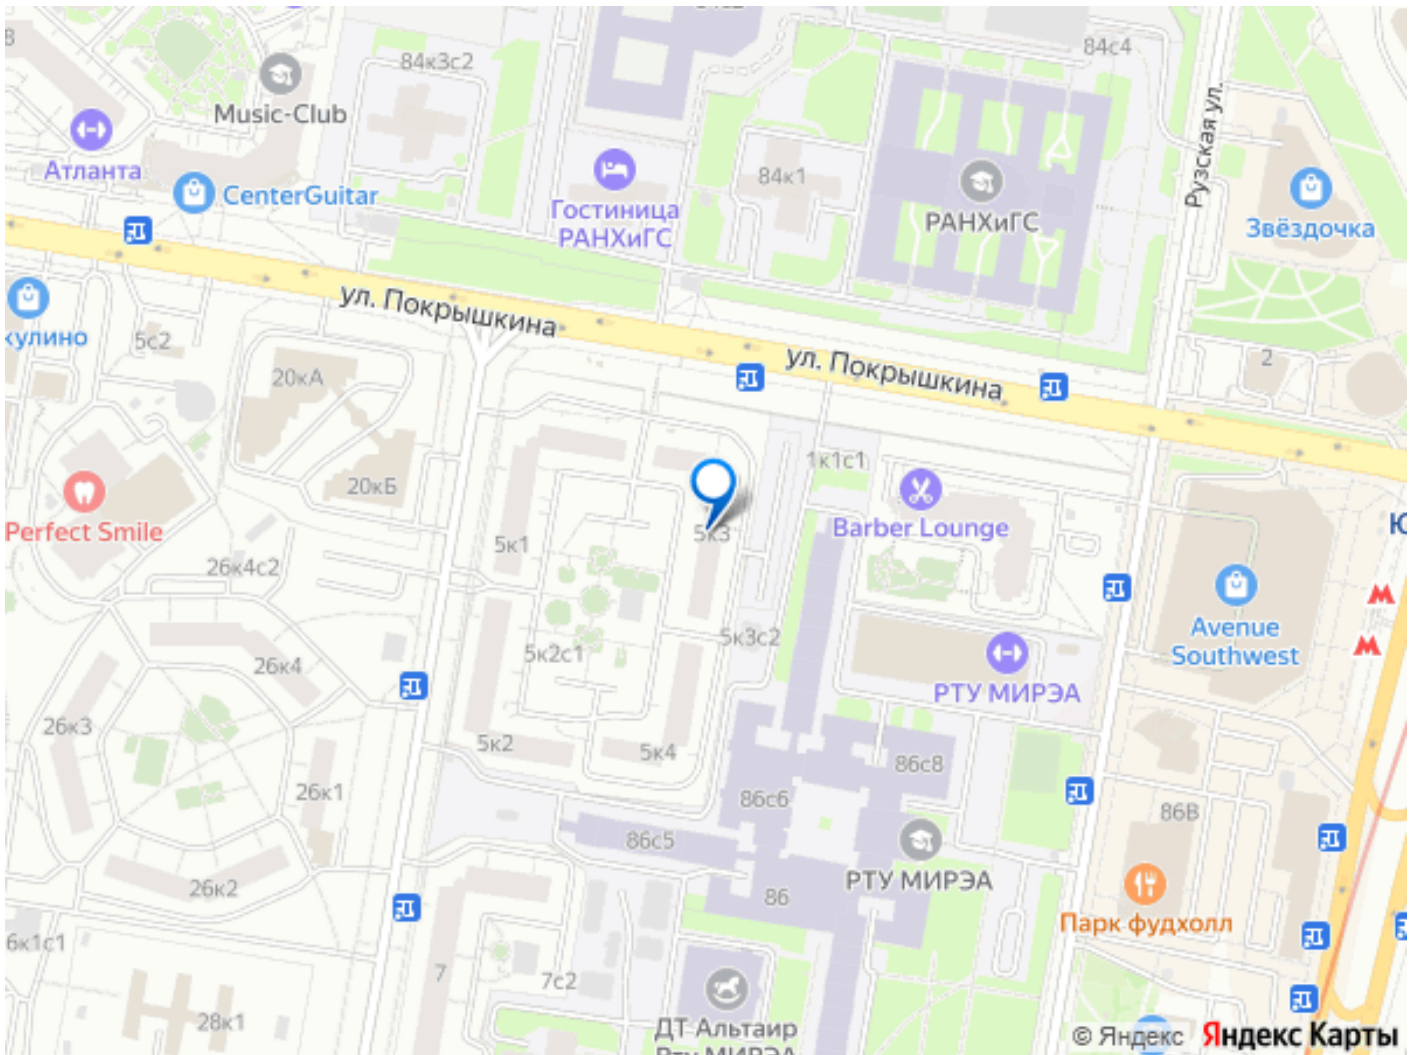 84к3с2
84с4
Music-Club
Рузская ул.
Атланта
CenterGuitar
Гостиница
РАНХиГС
84к1
РАНХиГС
Звёздочка
ул. Покрышкина
кулино
5с2
20кА
ул. Покрышкина
2
20кБ
1к1с1
Barber Lounge
Perfect Smile
5к1
5к3
26к4с2
Avenue
Southwest
5к3с2
5к2с1
26к4
РТУ МИРЭА
26к3
5к2
5к4
86с8
26к1
86с6
86В
86с5
РТУ МИРЭА
26к2
86
Парк фудхолл
6к1с1
7
7с2
28к1
ДТ Альтаир
РТУ МИРЭА
© Яндекс Яндекс Карты